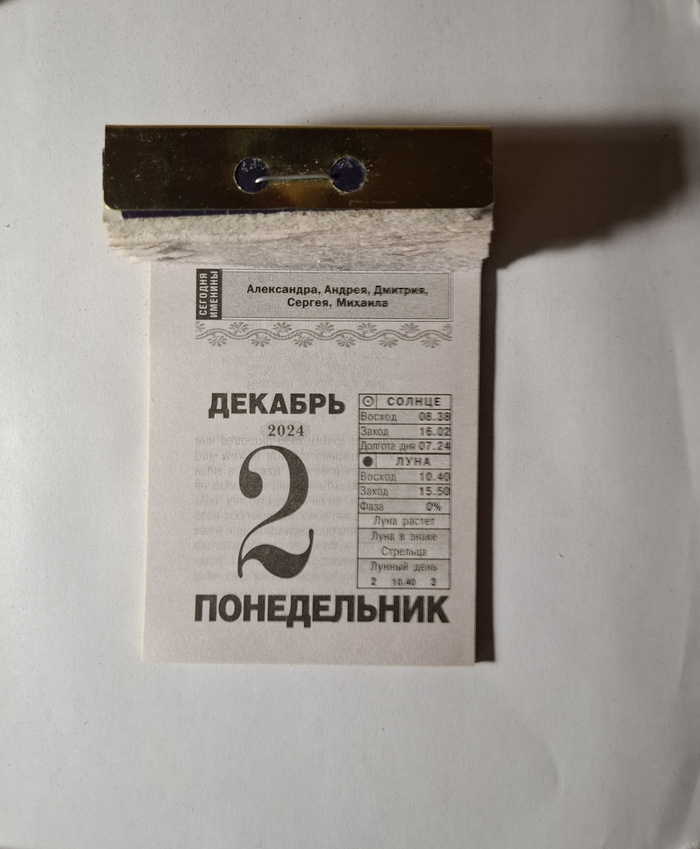 СЕГОДНЯ
ИМЕНИНЫ
Александра, Андрея, Дмитрия,
Сергея, Михаила
ДЕКАБРЬ
2024
2
ПОНЕДЕЛЬНИК
СОЛНЦЕ
Восход 08.38
Заход 16.02
Долгота дня 07.24
ЛУНА
Восход 10.40
Заход 15.50
Фаза 0%
Луна растет
Луна в знаке
Стрельца
Лунный день
2 10.40 3